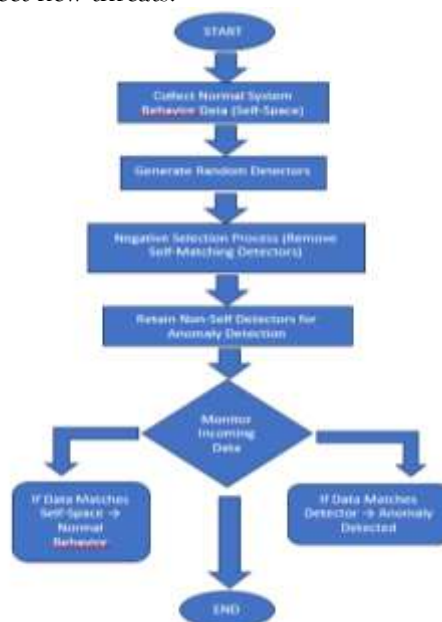 new threats.
START
Collect Normal System
Behavior Data (Self-Space)
Generate Random Detectors
Negative Selection Process (Remove
Self-Matching Detectors)
Retain Non-Self Detectors for
Anomaly Detection
Monitor
Incoming
Data
If Data Matches
Self-Space →
Normal
Behavior
If Data Matches
Detector → Anomaly
Detected
END